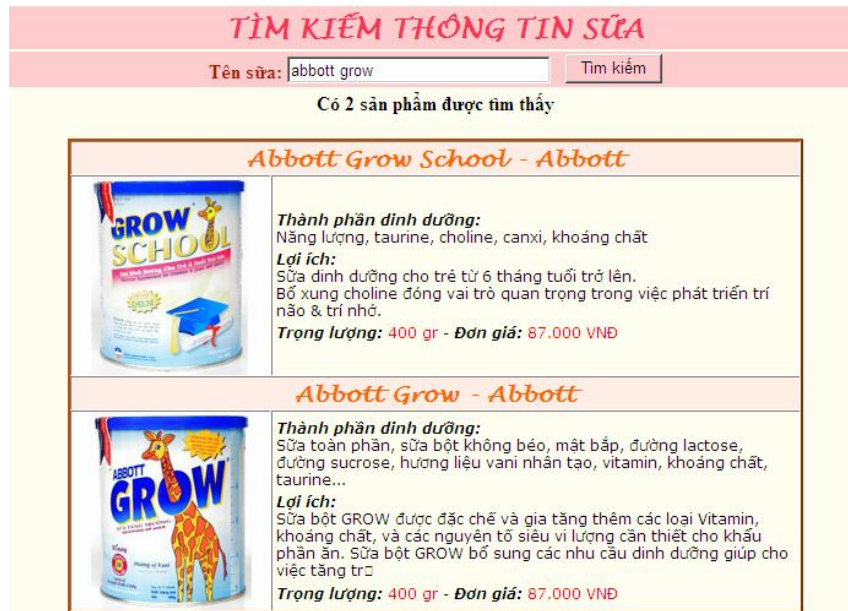 TÌM KIẾM THÔNG TIN SỮA
Tên sữa: abbott grow Tìm kiếm
Có 2 sản phẩm được tìm thấy
Abbott Grow School - Abbott
GROW
SCHOOL
CHOLINE
Thành phần dinh dưỡng:
Năng lượng, taurine, choline, canxi, khoáng chất
Lợi ích:
Sữa dinh dưỡng cho trẻ từ 6 tháng tuổi trở lên.
Bổ xung choline đóng vai trò quan trọng trong việc phát triển trí
não & trí nhớ.
Trọng lượng: 400 gr - Đơn giá: 87.000 VNĐ
Abbott Grow - Abbott
ABBOTT
GROW
SỮA TĂNG TRƯỞNG
Hương vị Vani
Thành phần dinh dưỡng:
Sữa toàn phần, sữa bột không béo, mật bắp, đường lactose,
đường sucrose, hương liệu vani nhân tạo, vitamin, khoáng chất,
taurine...
Lợi ích:
Sữa bột GROW được đặc chế và gia tăng thêm các loại Vitamin,
khoáng chất, và các nguyên tố siêu vi lượng cần thiết cho khẩu
phần ăn. Sữa bột GROW bổ sung các nhu cầu dinh dưỡng giúp cho
việc tăng tr
Trọng lượng: 400 gr - Đơn giá: 87.000 VNĐ